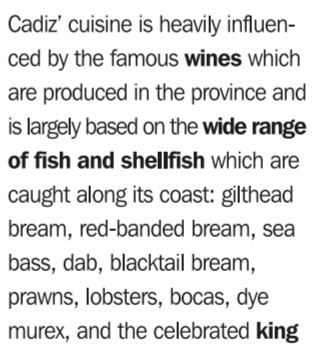 Cadiz’ cuisine is heavily influen-
ced by the famous wines which
are produced in the province and
is largely based on the wide range
of fish and shellfish which are
caught along its coast: gilthead
bream, red-banded bream, sea
bass, dab, blacktail bream,
prawns, lobsters, bocas, dye
murex, and the celebrated king